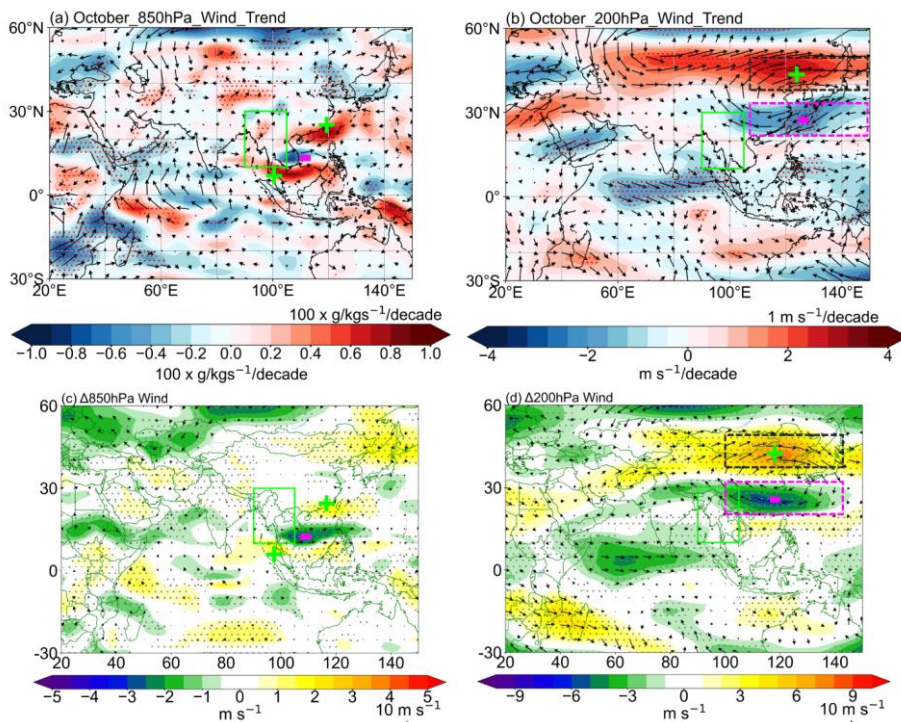 (a) October_850hPa_Wind_Trend
(b) October_200hPa_Wind_Trend
60°N
60°N
30°N
30°N
0°
0°
30°S
30°S
20°E 60°E 100°E 140°E
20°E 60°E 100°E 140°E
100 x g/kgs⁻¹/decade
1 m s⁻¹/decade
−1.0 −0.8 −0.6 −0.4 −0.2 0.0 0.2 0.4 0.6 0.8 1.0
−4 −2 0 2 4
100 x g/kgs⁻¹/decade
m s⁻¹/decade
(c) Δ850hPa Wind
(d) Δ200hPa Wind
60
60
30
30
0
0
-30
-30
20 40 60 80 100 120 140
20 40 60 80 100 120 140
−5 −4 −3 −2 −1 0 1 2 3 4 5
−9 −6 −3 0 3 6 9
m s⁻¹
10 m s⁻¹
m s⁻¹
10 m s⁻¹